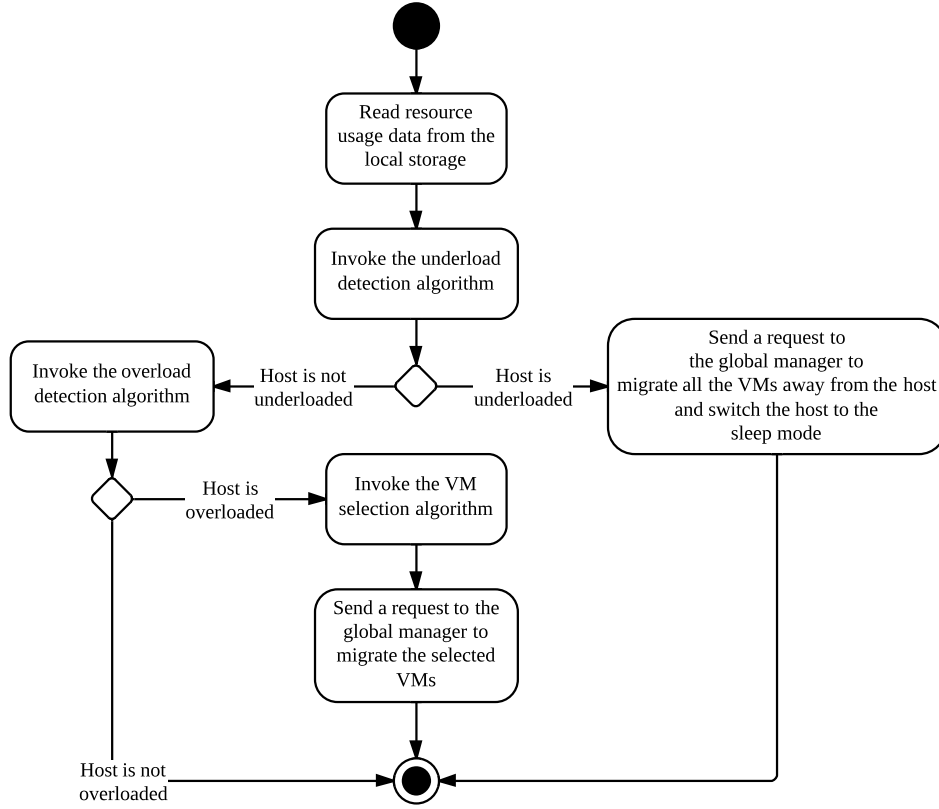 Read resource
usage data from the
local storage
Invoke the underload
detection algorithm
Send a request to
the global manager to
migrate all the VMs away from the host
and switch the host to the
sleep mode
Host is
underloaded
Host is not
underloaded
Invoke the overload
detection algorithm
Host is
overloaded
Invoke the VM
selection algorithm
Send a request to the
global manager to
migrate the selected
VMs
Host is not
overloaded